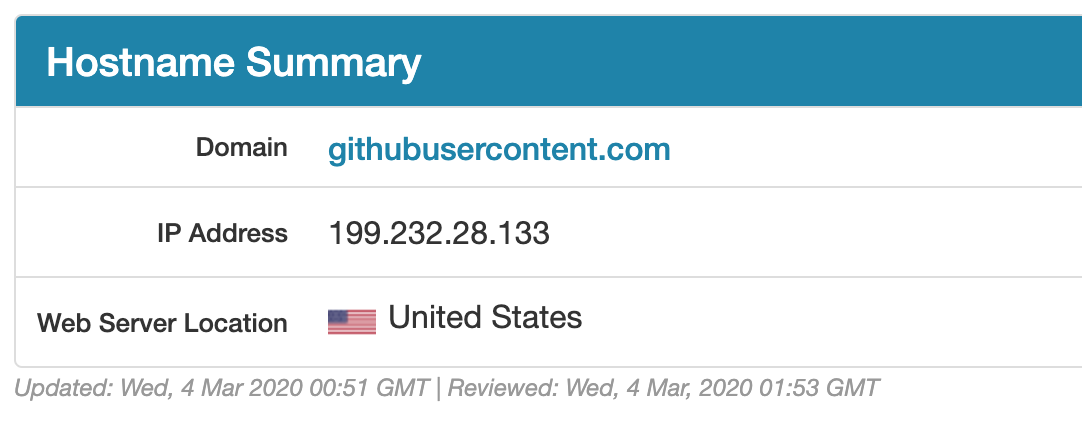 Hostname Summary
Domain githubusercontent.com
IP Address 199.232.28.133
Web Server Location United States
Updated: Wed, 4 Mar 2020 00:51 GMT | Reviewed: Wed, 4 Mar, 2020 01:53 GMT